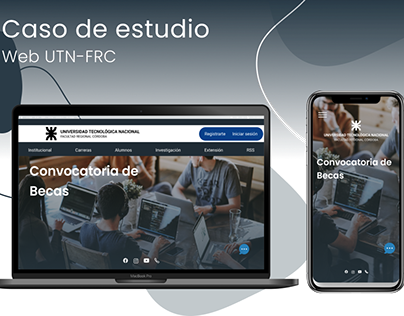 Caso de estudio
Web UTN-FRC
UNIVERSIDAD TECNOLÓGICA NACIONAL
FACULTAD REGIONAL CÓRDOBA
Registrarte Iniciar sesión
Institucional Carreras Alumnos Investigación Extensión RSS
Convocatoria de
Becas
MacBook Pro
UNIVERSIDAD TECNOLÓGICA NACIONAL
FACULTAD REGIONAL CÓRDOBA
Convocatoria de
Becas